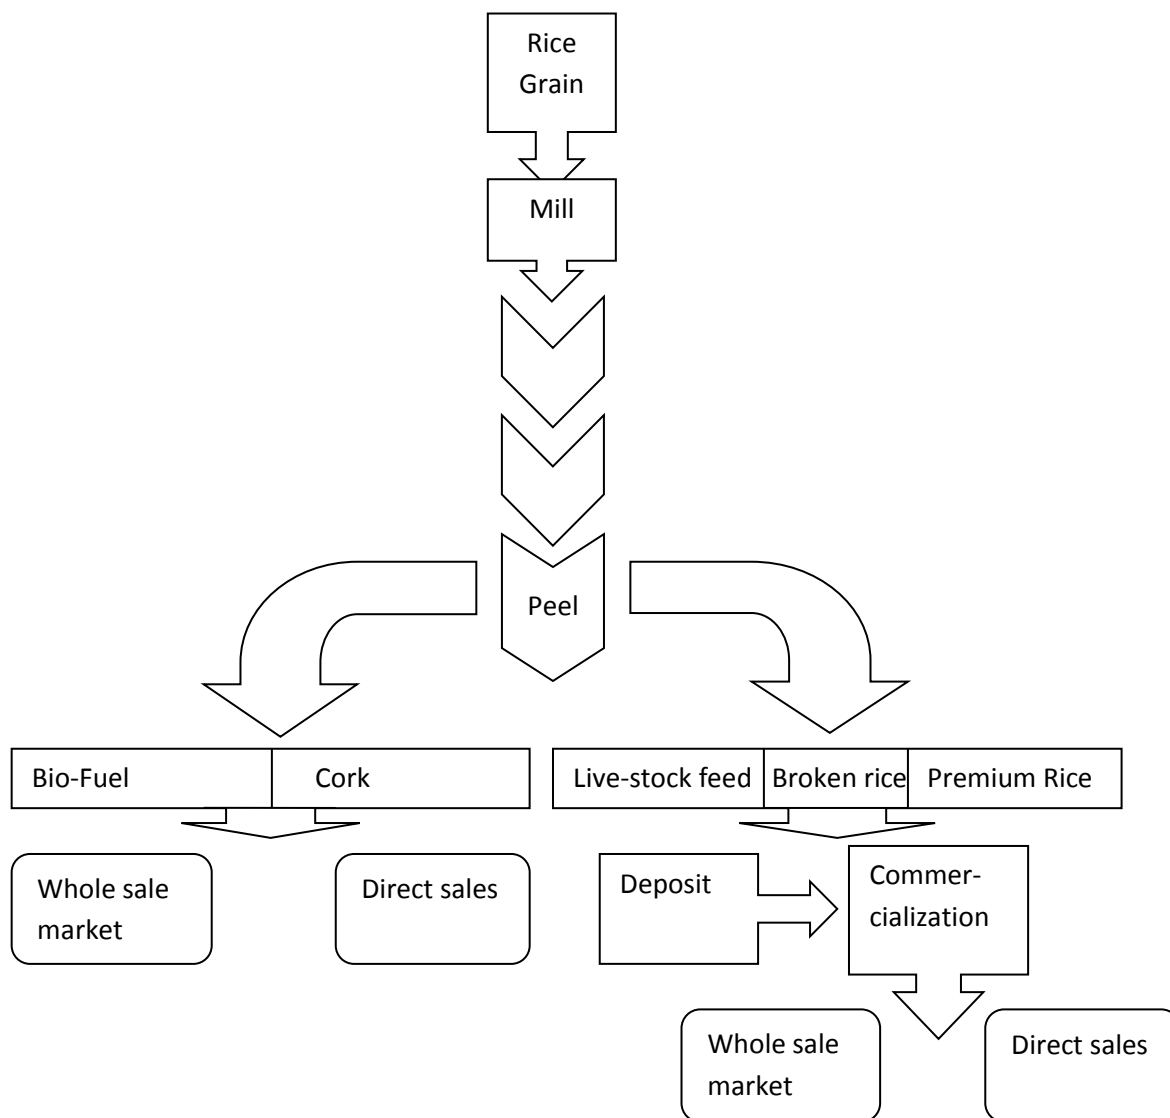 Rice
Grain
Mill
Peel
Bio-Fuel
Cork
Live-stock feed
Broken rice
Premium Rice
Whole sale
market
Direct sales
Deposit
Commer-
cialization
Whole sale
market
Direct sales